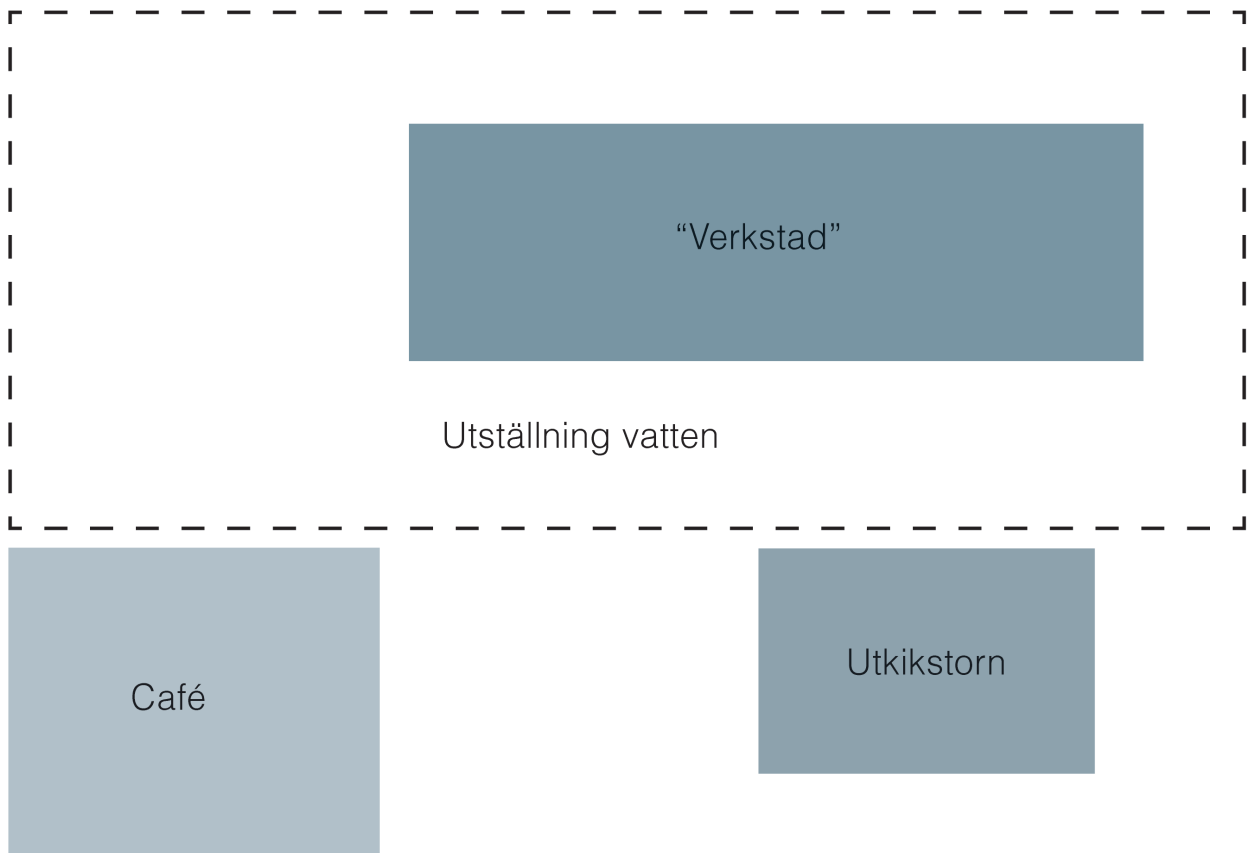 “Verkstad”
Utställning vatten
Utkikstorn
Café